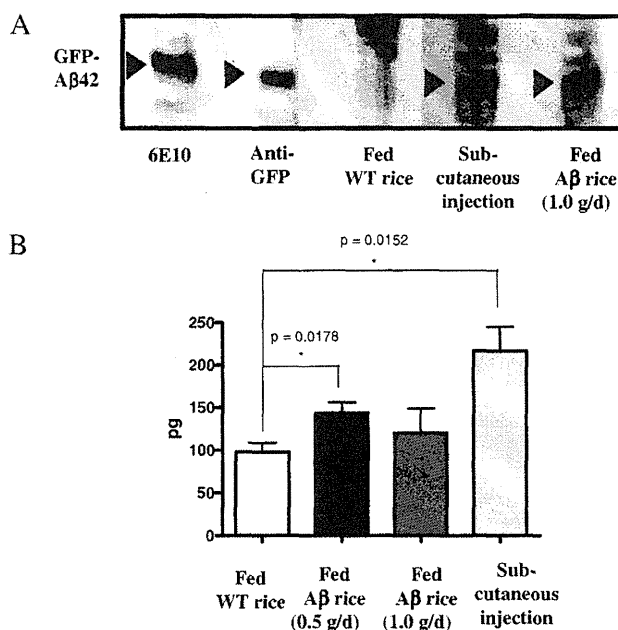 A
GFP-
Aβ42
6E10
Anti-
GFP
Fed
WT rice
Sub-
cutaneous
injection
Fed
Aβ rice
(1.0 g/d)
B
p = 0.0152
*
p = 0.0178
*
250
200
150
100
50
0
pg
Fed
WT rice
Fed
Aβ rice
(0.5 g/d)
Fed
Aβ rice
(1.0 g/d)
Sub-
cutaneous
injection